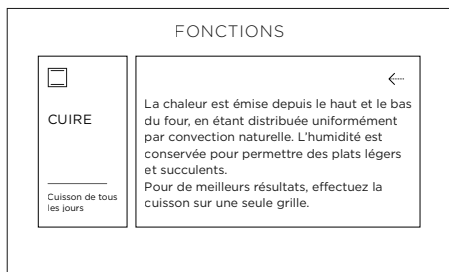 FONCTIONS
CUIRE
Cuisson de tous
les jours
La chaleur est émise depuis le haut et le bas
du four, en étant distribuée uniformément
par convection naturelle. L'humidité est
conservée pour permettre des plats légers
et succulents.
Pour de meilleurs résultats, effectuez la
cuisson sur une seule grille.